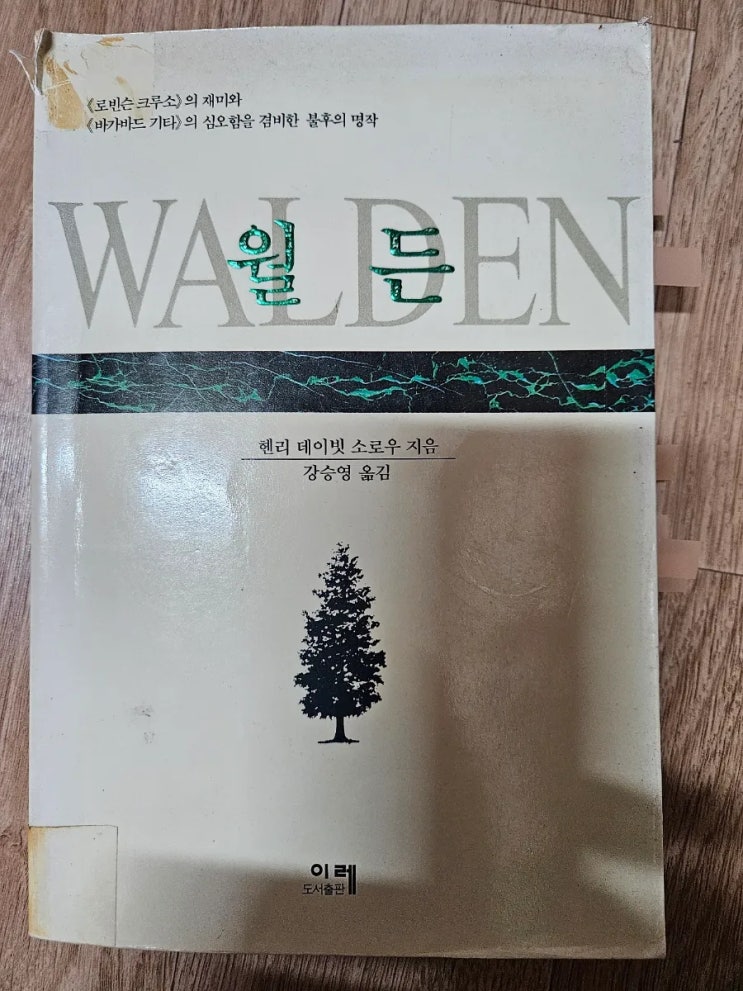 《로빈슨 크루소》의 재미와
《바가바드 기타》의 심오함을 겸비한 불후의 명작
WALDEN
월든
헨리 데이빗 소로우 지음
강승영 옮김
이레
도서출판